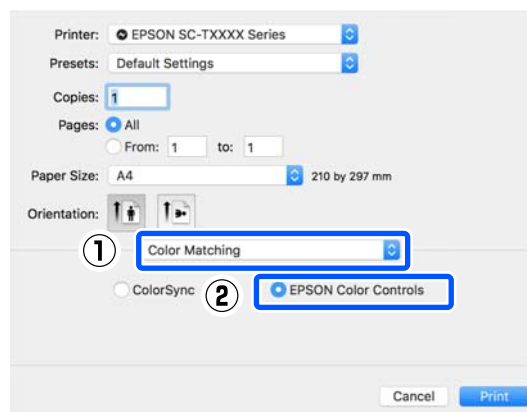 Printer: EPSON SC-TXXXX Series
Presets: Default Settings
Copies: 1
Pages: All
From: 1 to: 1
Paper Size: A4 210 by 297 mm
Orientation:
① Color Matching
ColorSync ② EPSON Color Controls
Cancel Print